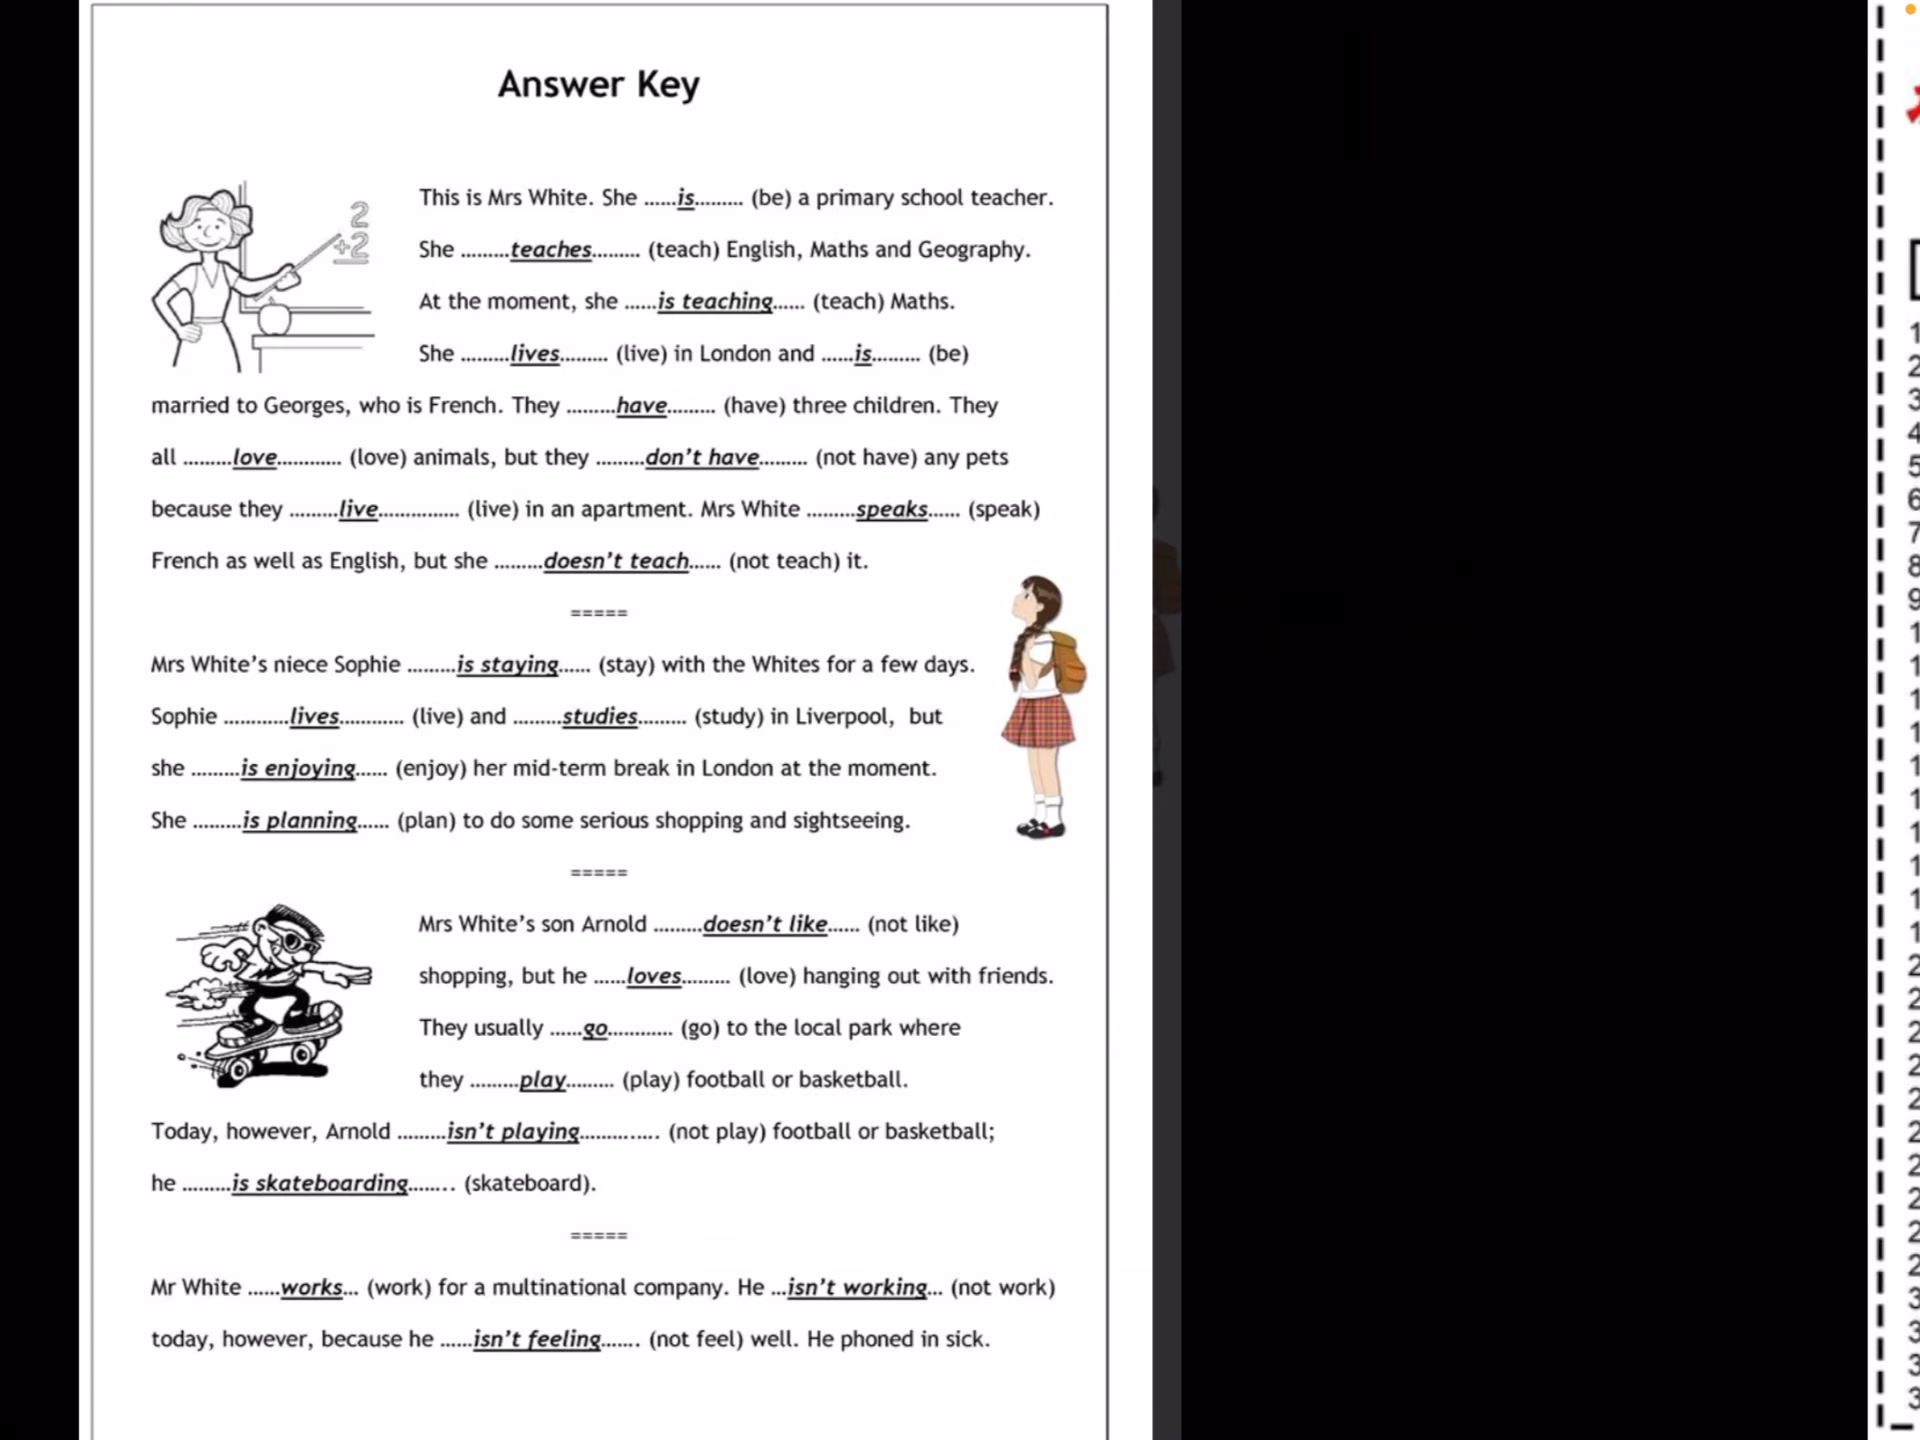 Answer Key
2
+2
This is Mrs White. She ......is......... (be) a primary school teacher.
She .........teaches......... (teach) English, Maths and Geography.
At the moment, she ......is teaching...... (teach) Maths.
She .........lives......... (live) in London and ......is......... (be)
married to Georges, who is French. They .........have......... (have) three children. They
all .........love............ (love) animals, but they .........don't have......... (not have) any pets
because they .........live............... (live) in an apartment. Mrs White .........speaks...... (speak)
French as well as English, but she .........doesn't teach...... (not teach) it.
=====
Mrs White's niece Sophie .........is staying...... (stay) with the Whites for a few days.
Sophie ............lives............ (live) and .........studies......... (study) in Liverpool, but
she .........is enjoying...... (enjoy) her mid-term break in London at the moment.
She .........is planning...... (plan) to do some serious shopping and sightseeing.
=====
Mrs White's son Arnold .........doesn't like...... (not like)
shopping, but he ......loves......... (love) hanging out with friends.
They usually ......go............ (go) to the local park where
they .........play......... (play) football or basketball.
Today, however, Arnold .........isn't playing............... (not play) football or basketball;
he .........is skateboarding........ (skateboard).
=====
Mr White ......works... (work) for a multinational company. He ...isn't working... (not work)
today, however, because he ......isn't feeling....... (not feel) well. He phoned in sick.